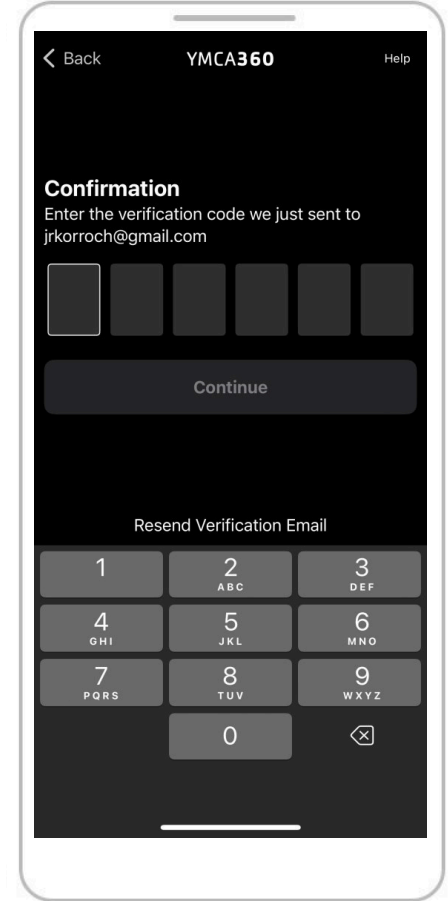 Back YMCA360 Help
Confirmation
Enter the verification code we just sent to
jrkorroch@gmail.com
Continue
Resend Verification Email
1 2 3
ABC DEF
4 5 6
GHI JKL MNO
7 8 9
PQRS TUV WXYZ
0